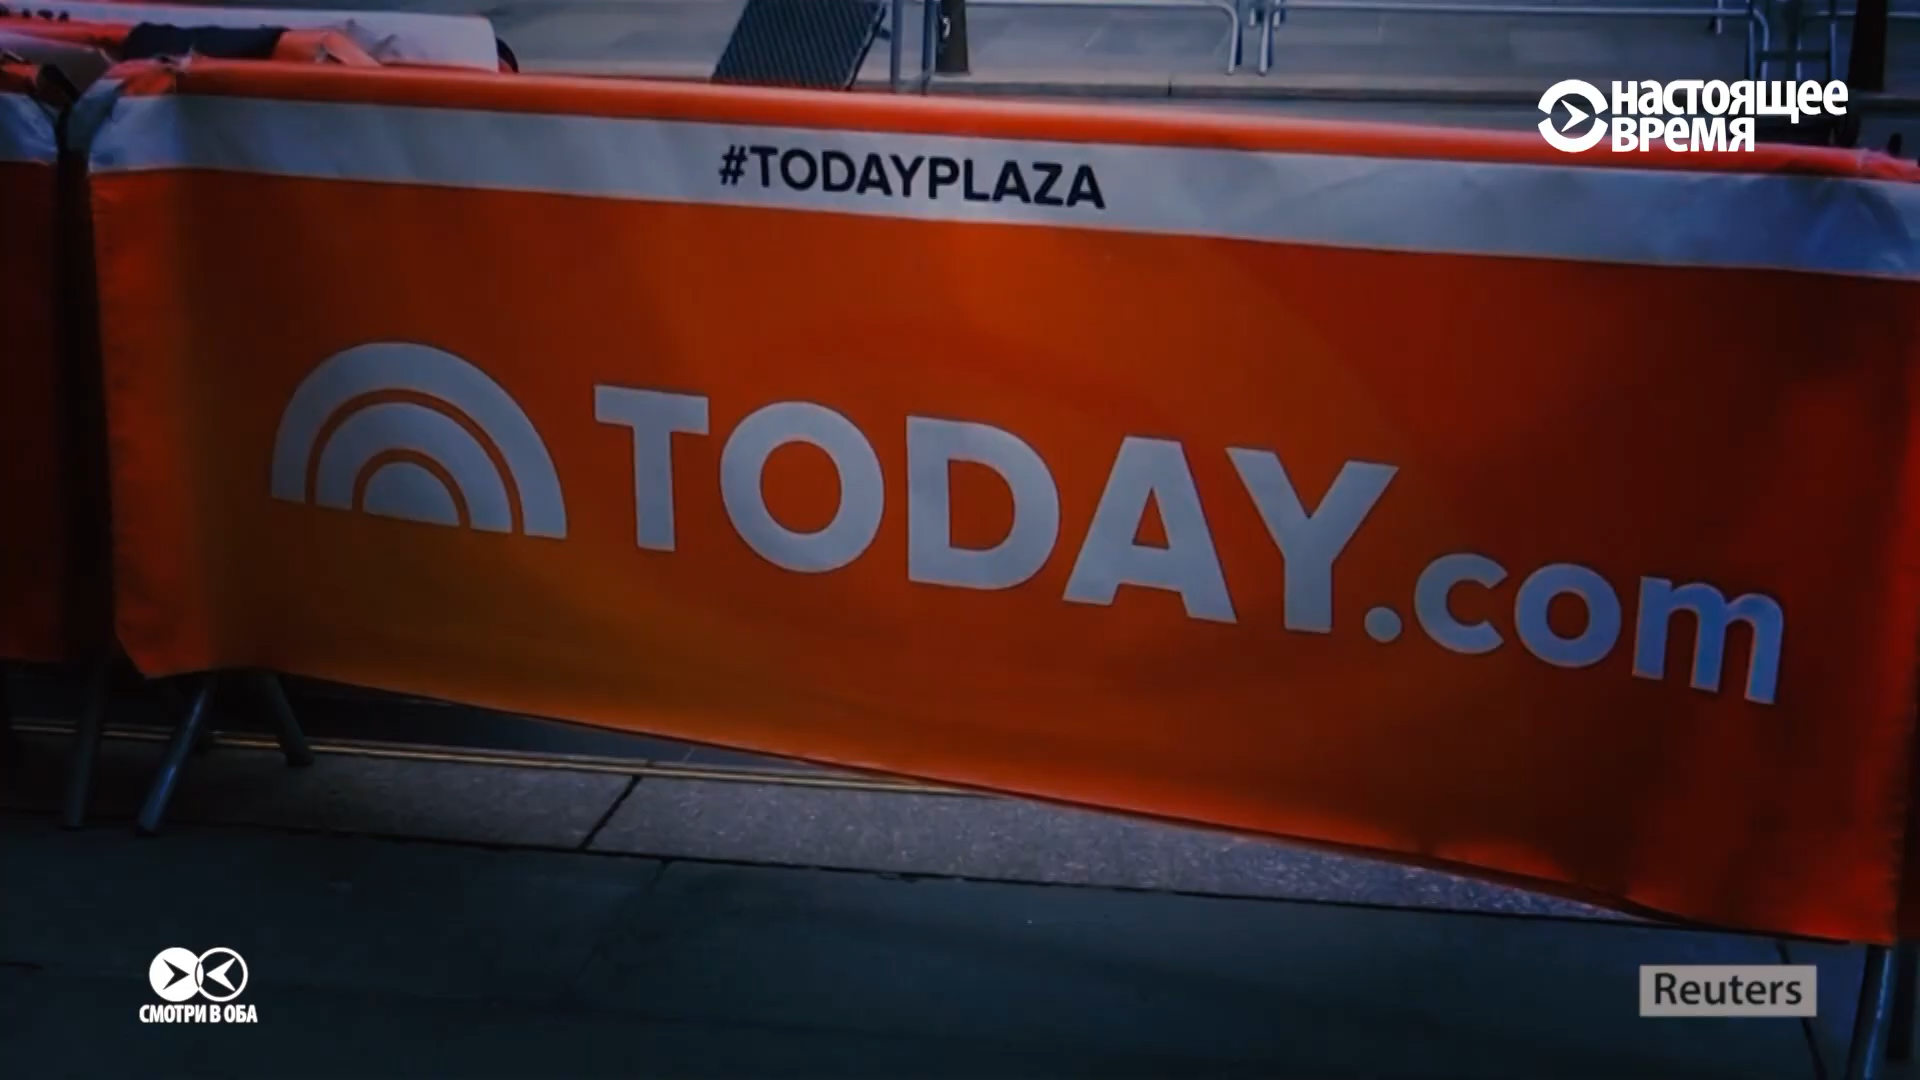 НАСТОЯЩЕЕ
ВРЕМЯ
#TODAYPLAZA
TODAY.com
СМОТРИ В ОБА
Reuters